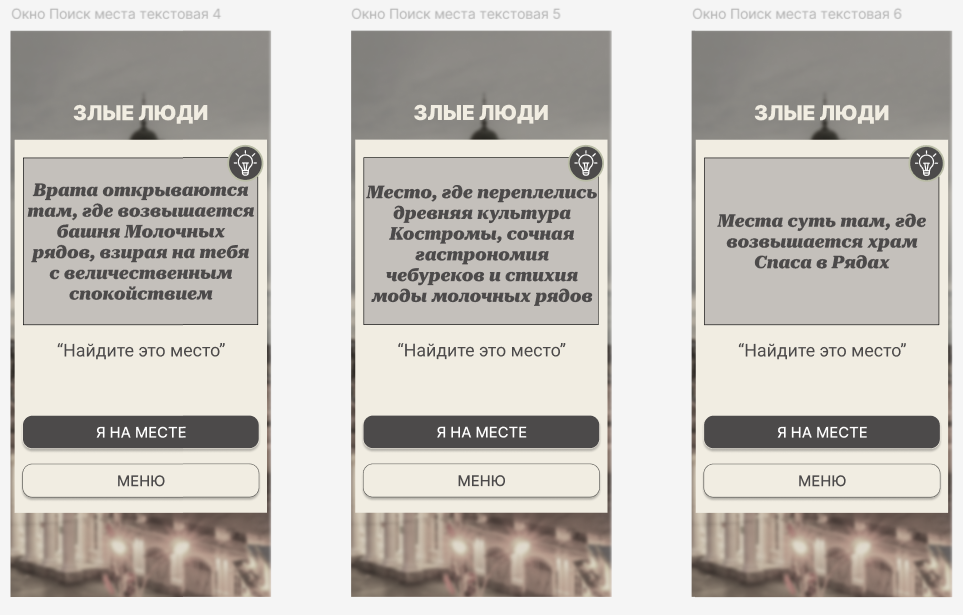 Окно Поиск места текстовая 4
ЗЛЫЕ ЛЮДИ
Врата открываются
там, где возвышается
башня Молочных
рядов, взирая на тебя
с величественным
спокойствием
“Найдите это место”
Я НА МЕСТЕ
МЕНЮ
Окно Поиск места текстовая 5
ЗЛЫЕ ЛЮДИ
Место, где переплелись
древняя культура
Костромы, сочная
гастрономия
чебуреков и стихия
моды молочных рядов
“Найдите это место”
Я НА МЕСТЕ
МЕНЮ
Окно Поиск места текстовая 6
ЗЛЫЕ ЛЮДИ
Места суть там, где
возвышается храм
Спаса в Рядах
“Найдите это место”
Я НА МЕСТЕ
МЕНЮ